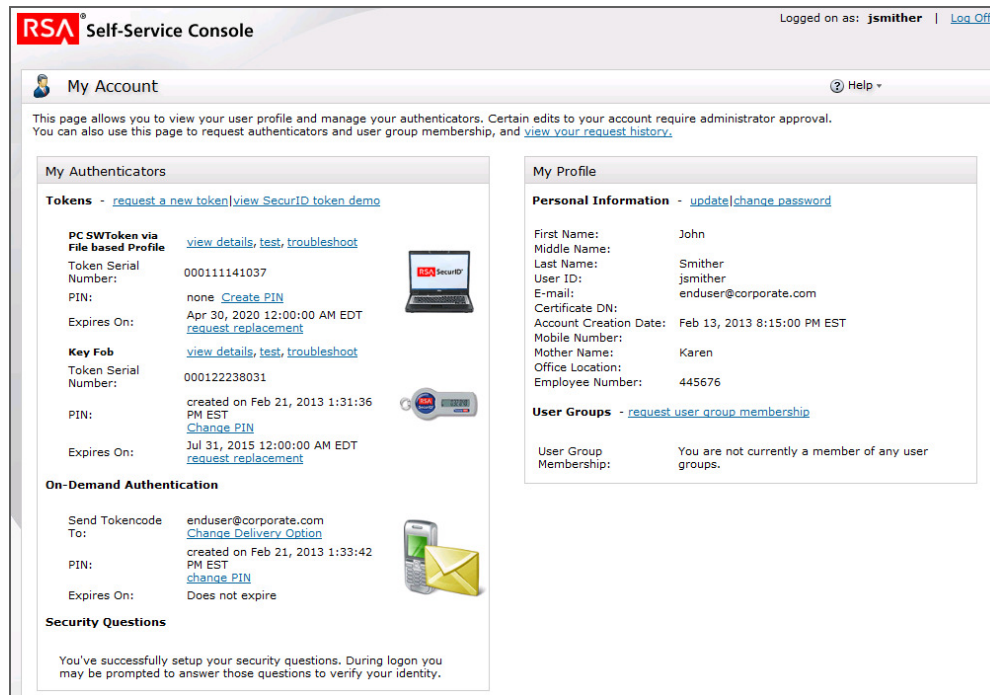 RSA® Self-Service Console
Logged on as: jsmither | Log Off
My Account
Help
This page allows you to view your user profile and manage your authenticators. Certain edits to your account require administrator approval.
You can also use this page to request authenticators and user group membership, and view your request history.
My Authenticators
Tokens - request a new token|view SecurID token demo
PC SWToken via
File based Profile
view details, test, troubleshoot
Token Serial
Number:
000111141037
RSA SecurID
PIN:
none Create PIN
Expires On:
Apr 30, 2020 12:00:00 AM EDT
request replacement
Key Fob
view details, test, troubleshoot
Token Serial
Number:
000122238031
PIN:
created on Feb 21, 2013 1:31:36
PM EST
Change PIN
RSA
Expires On:
Jul 31, 2015 12:00:00 AM EDT
request replacement
On-Demand Authentication
Send Tokencode
To:
enduser@corporate.com
Change Delivery Option
PIN:
created on Feb 21, 2013 1:33:42
PM EST
change PIN
Expires On:
Does not expire
Security Questions
You've successfully setup your security questions. During logon you
may be prompted to answer those questions to verify your identity.
My Profile
Personal Information - update|change password
First Name: John
Middle Name:
Last Name: Smither
User ID: jsmither
E-mail: enduser@corporate.com
Certificate DN:
Account Creation Date: Feb 13, 2013 8:15:00 PM EST
Mobile Number:
Mother Name: Karen
Office Location:
Employee Number: 445676
User Groups - request user group membership
User Group
Membership:
You are not currently a member of any user
groups.